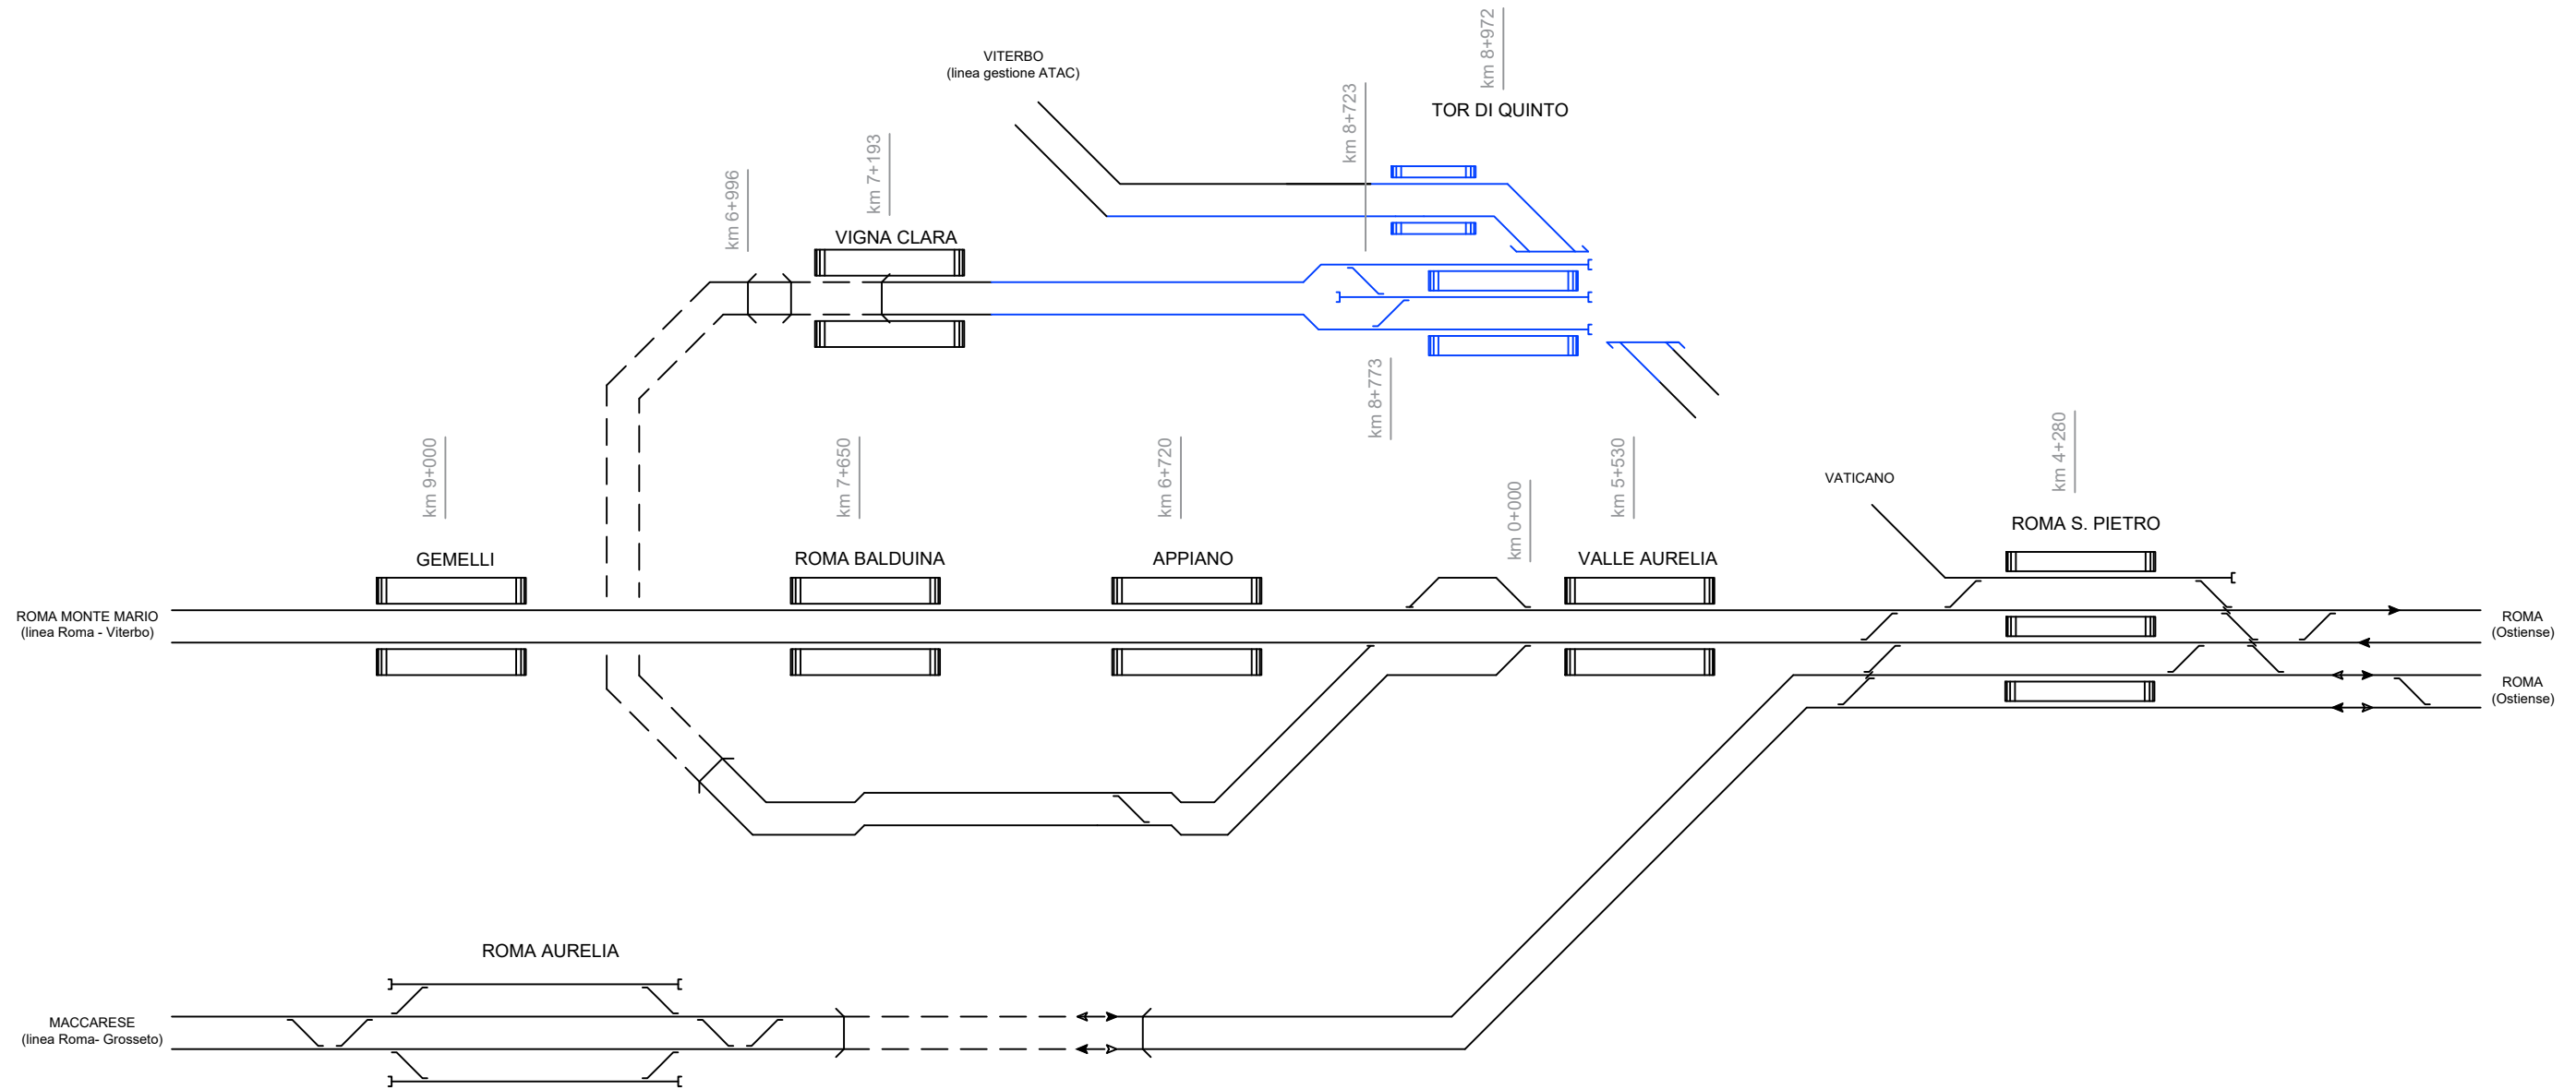 km 8+972
VITERBO
(linea gestione ATAC)
km 8+723
TOR DI QUINTO
km 7+193
km 6+996
VIGNA CLARA
km 8+773
km 9+000
km 7+650
km 6+720
km 0+000
km 5+530
km 4+280
VATICANO
ROMA S. PIETRO
GEMELLI
ROMA BALDUINA
APPIANO
VALLE AURELIA
ROMA MONTE MARIO
(linea Roma - Viterbo)
ROMA
(Ostiense)
ROMA
(Ostiense)
ROMA AURELIA
MACCARESE
(linea Roma- Grosseto)